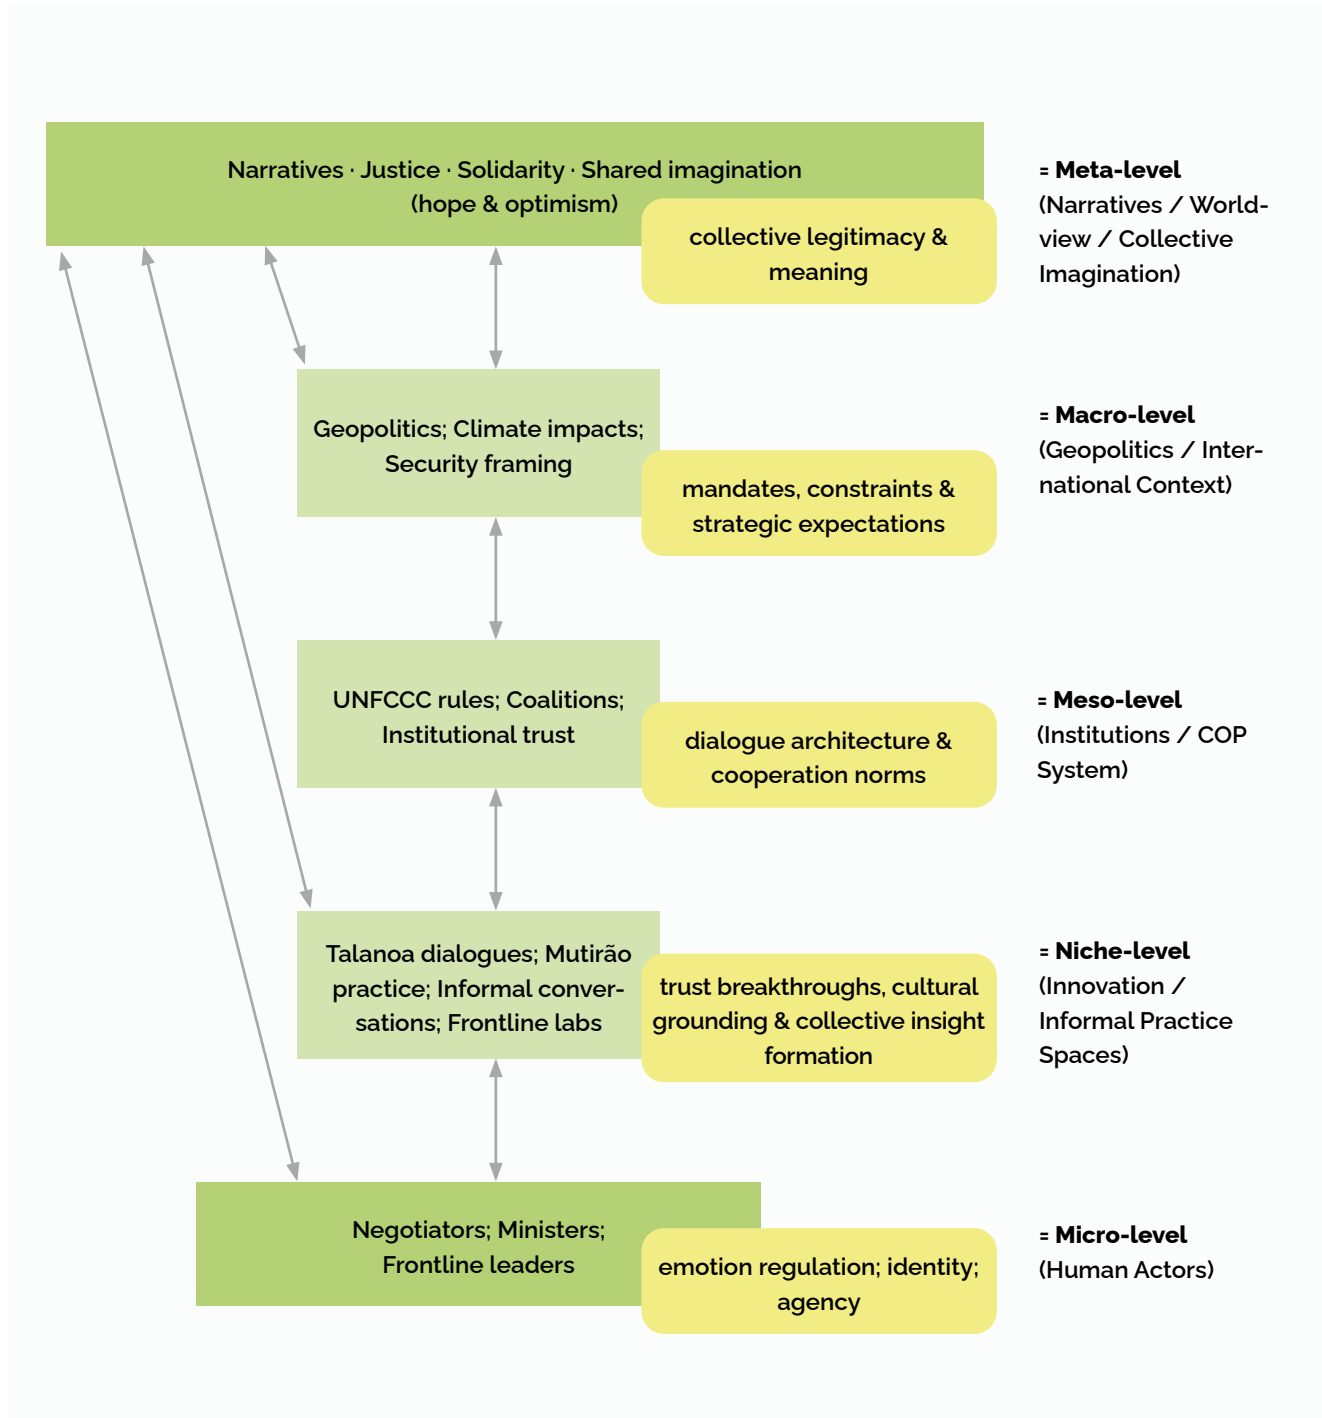 Narratives · Justice · Solidarity · Shared imagination
(hope & optimism)
collective legitimacy &
meaning
= Meta-level
(Narratives / World-
view / Collective
Imagination)
Geopolitics; Climate impacts;
Security framing
mandates, constraints &
strategic expectations
= Macro-level
(Geopolitics / Inter-
national Context)
UNFCCC rules; Coalitions;
Institutional trust
dialogue architecture &
cooperation norms
= Meso-level
(Institutions / COP
System)
Talanoa dialogues; Mutirão
practice; Informal conver-
sations; Frontline labs
trust breakthroughs, cultural
grounding & collective insight
formation
= Niche-level
(Innovation /
Informal Practice
Spaces)
Negotiators; Ministers;
Frontline leaders
emotion regulation; identity;
agency
= Micro-level
(Human Actors)